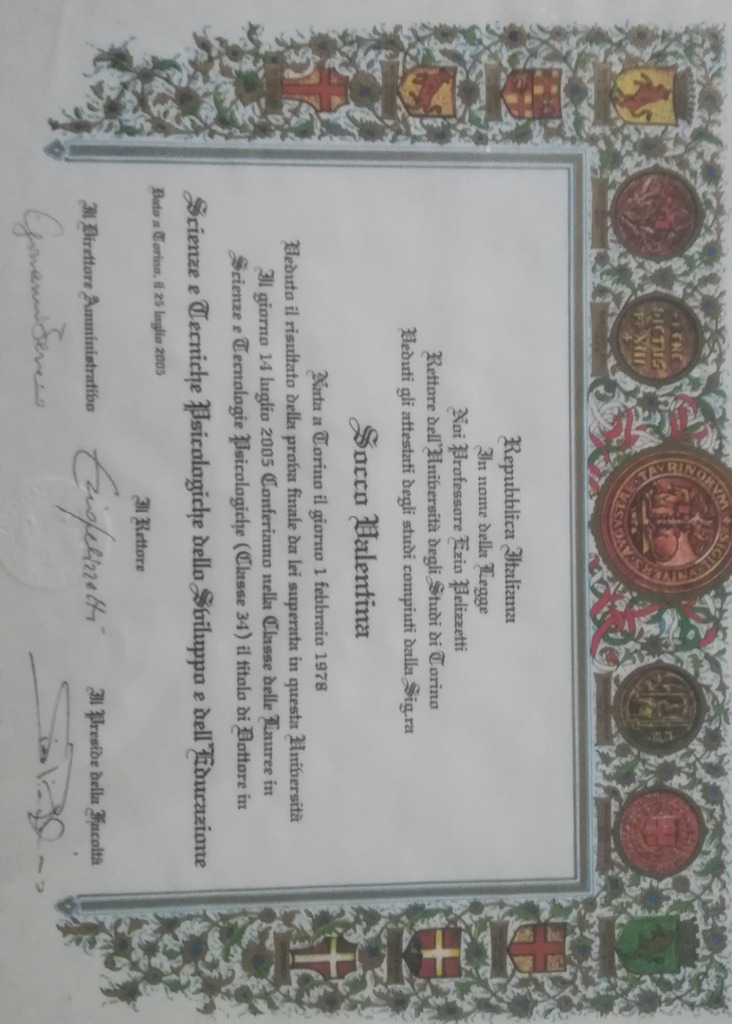 Repubblica Italiana
In nome della Legge
Noi Professore Ezio Pelizzetti
Rettore dell'Università degli Studi di Torino
Veduti gli attestati degli studi compiuti dalla Sig.ra
Socco Valentina
Nata a Torino il giorno 1 febbraio 1978
Veduto il risultato della prova finale da lei superata in questa Università
Il giorno 14 luglio 2005 Conferiamo nella Classe delle Lauree in
Scienze e Tecnologie Psicologiche (Classe 34) il titolo di Dottore in
Scienze e Tecniche Psicologiche dello Sviluppo e dell'Educazione
Dato a Torino, il 25 luglio 2005
Il Rettore
Il Direttore Amministrativo
Il Preside della Facoltà